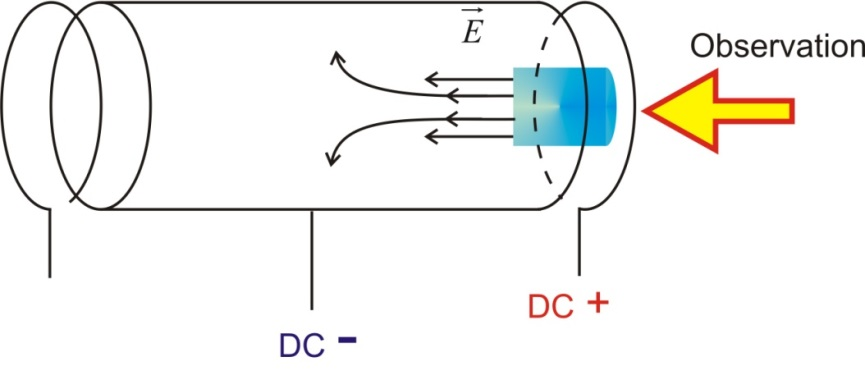 E
Observation
DC +
DC -